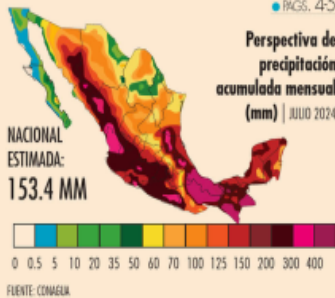 PÁGS. 4-5
Perspectiva de
precipitación
acumulada mensual
(mm) | JULIO 2024
NACIONAL
ESTIMADA:
153.4 MM
0 0.5 5 10 20 35 50 60 70 100 125 150 200 300 400
FUENTE: CONAGUA